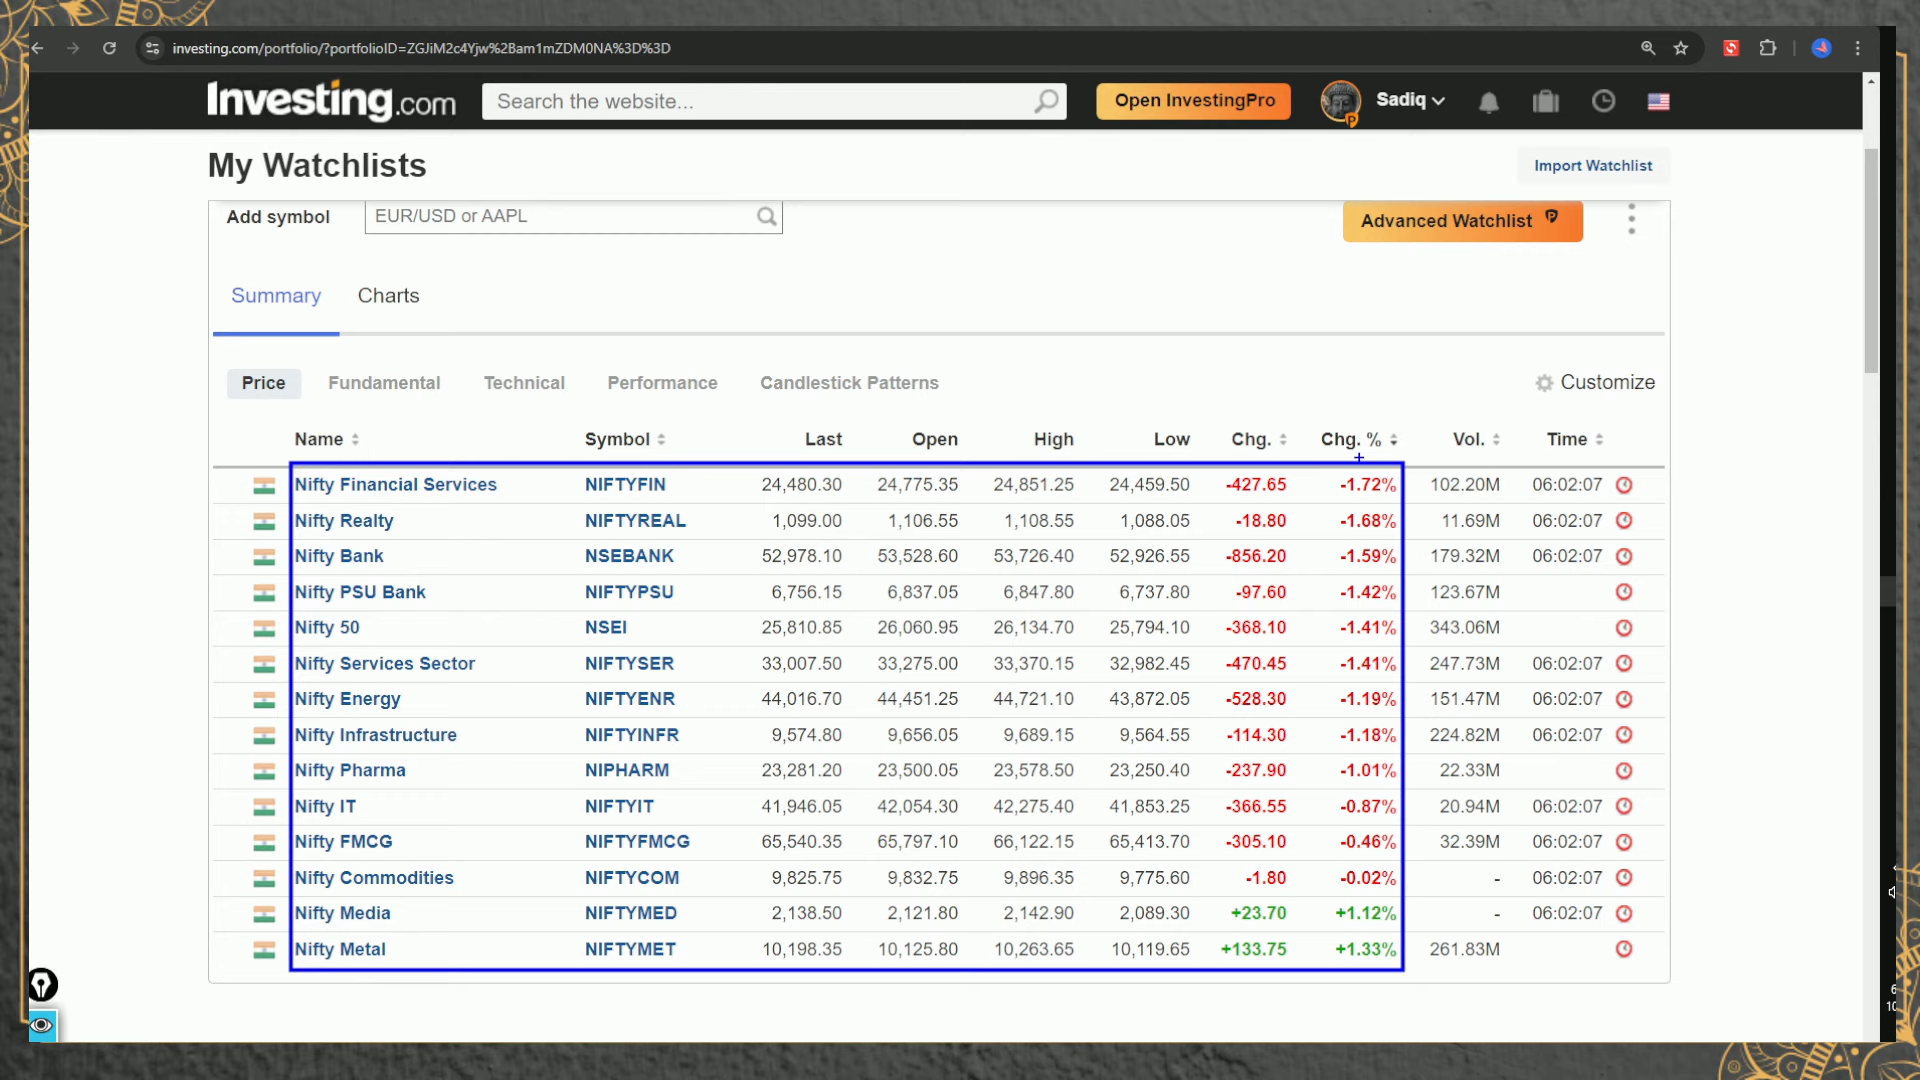 investing.com/portfolio/?portfolioID=ZGJiM2c4Yjw%2Bam1mZDM0NA%3D%3D
Investing.com Search the website... Open InvestingPro Sadiq
My Watchlists Import Watchlist
Add symbol EUR/USD or AAPL Advanced Watchlist
Summary Charts
Price Fundamental Technical Performance Candlestick Patterns Customize
Name Symbol Last Open High Low Chg. Chg. % Vol. Time
Nifty Financial Services NIFTYFIN 24,480.30 24,775.35 24,851.25 24,459.50 -427.65 -1.72% 102.20M 06:02:07
Nifty Realty NIFTYREAL 1,099.00 1,106.55 1,108.55 1,088.05 -18.80 -1.68% 11.69M 06:02:07
Nifty Bank NSEBANK 52,978.10 53,528.60 53,726.40 52,926.55 -856.20 -1.59% 179.32M 06:02:07
Nifty PSU Bank NIFTYPSU 6,756.15 6,837.05 6,847.80 6,737.80 -97.60 -1.42% 123.67M
Nifty 50 NSEI 25,810.85 26,060.95 26,134.70 25,794.10 -368.10 -1.41% 343.06M
Nifty Services Sector NIFTYSER 33,007.50 33,275.00 33,370.15 32,982.45 -470.45 -1.41% 247.73M 06:02:07
Nifty Energy NIFTYENR 44,016.70 44,451.25 44,721.10 43,872.05 -528.30 -1.19% 151.47M 06:02:07
Nifty Infrastructure NIFTYINFR 9,574.80 9,656.05 9,689.15 9,564.55 -114.30 -1.18% 224.82M 06:02:07
Nifty Pharma NIPHARM 23,281.20 23,500.05 23,578.50 23,250.40 -237.90 -1.01% 22.33M
Nifty IT NIFTYIT 41,946.05 42,054.30 42,275.40 41,853.25 -366.55 -0.87% 20.94M 06:02:07
Nifty FMCG NIFTYFMCG 65,540.35 65,797.10 66,122.15 65,413.70 -305.10 -0.46% 32.39M 06:02:07
Nifty Commodities NIFTYCOM 9,825.75 9,832.75 9,896.35 9,775.60 -1.80 -0.02% - 06:02:07
Nifty Media NIFTYMED 2,138.50 2,121.80 2,142.90 2,089.30 +23.70 +1.12% - 06:02:07
Nifty Metal NIFTYMET 10,198.35 10,125.80 10,263.65 10,119.65 +133.75 +1.33% 261.83M